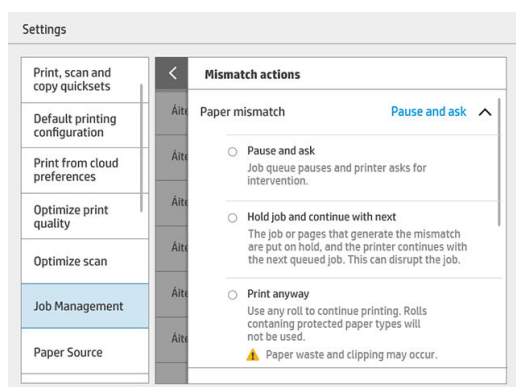 Settings
Print, scan and
copy quicksets
Default printing
configuration
Print from cloud
preferences
Optimize print
quality
Optimize scan
Job Management
Paper Source
Mismatch actions
Paper mismatch
Pause and ask
Pause and ask
Job queue pauses and printer asks for
intervention.
Hold job and continue with next
The job or pages that generate the mismatch
are put on hold, and the printer continues with
the next queued job. This can disrupt the job.
Print anyway
Use any roll to continue printing. Rolls
contaning protected paper types will
not be used.
Paper waste and clipping may occur.